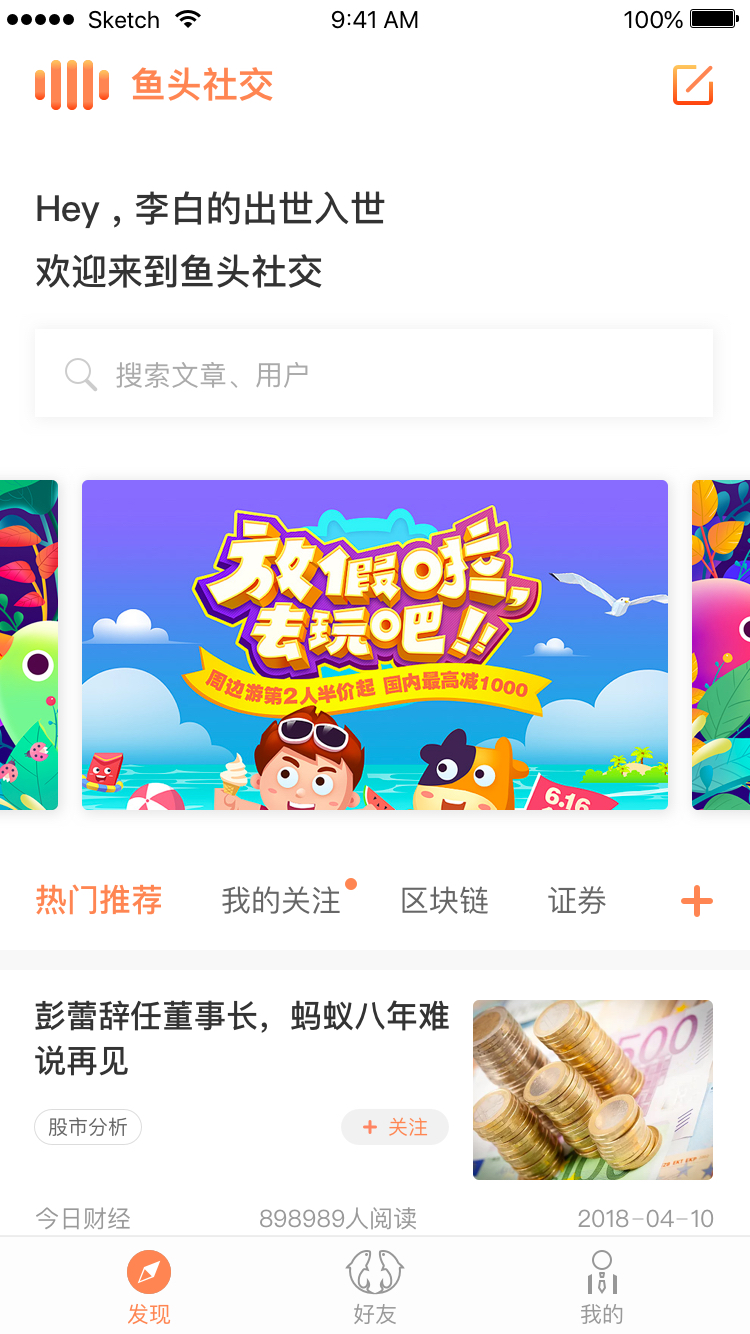 Sketch 9:41 AM 100%
鱼头社交
Hey，李白的出世入世
欢迎来到鱼头社交
搜索文章、用户
放假啦，
去玩吧!!
周边游第2人半价起 国内最高减1000
6.16
热门推荐 我的关注 区块链 证券
彭蕾辞任董事长，蚂蚁八年难
说再见
500
股市分析 + 关注
今日财经 898989人阅读 2018-04-10
发现 好友 我的